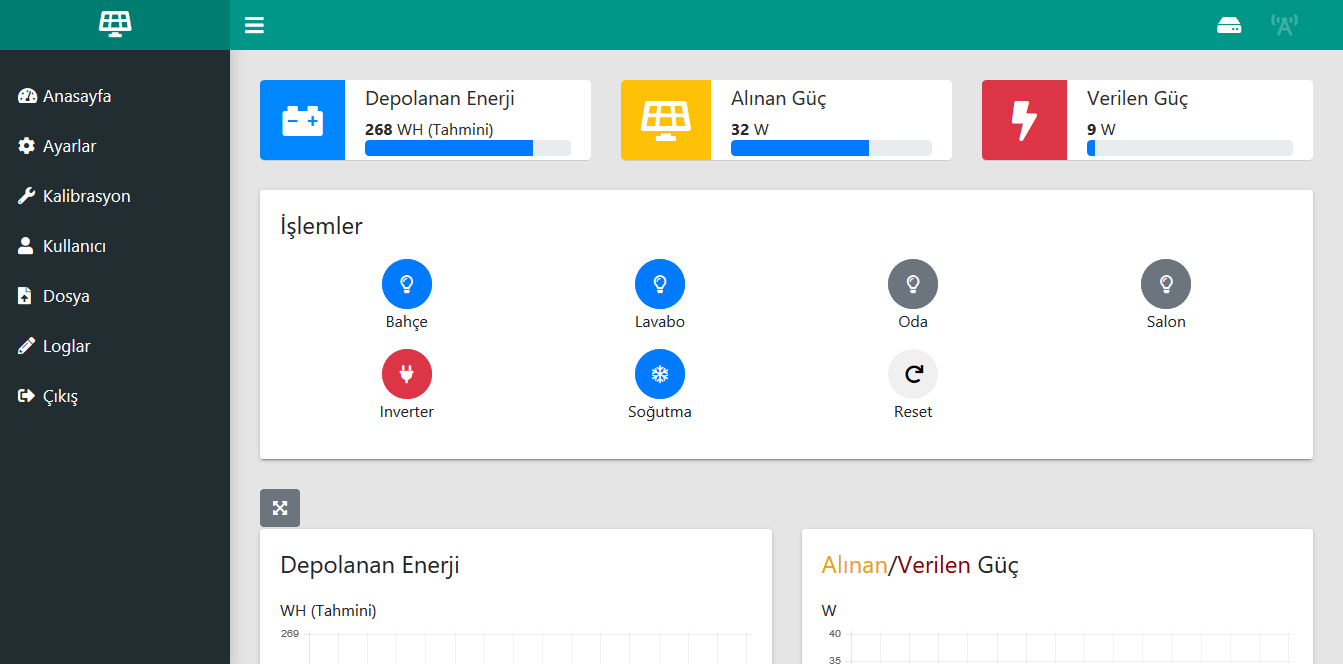 Anasayfa
Ayarlar
Kalibrasyon
Kullanıcı
Dosya
Loglar
Çıkış
Depolanan Enerji
268 WH (Tahmini)
Alınan Güç
32 W
Verilen Güç
9 W
İşlemler
Bahçe
Lavabo
Oda
Salon
Inverter
Soğutma
Reset
Depolanan Enerji
WH (Tahmini)
269
Alınan/Verilen Güç
W
40
35